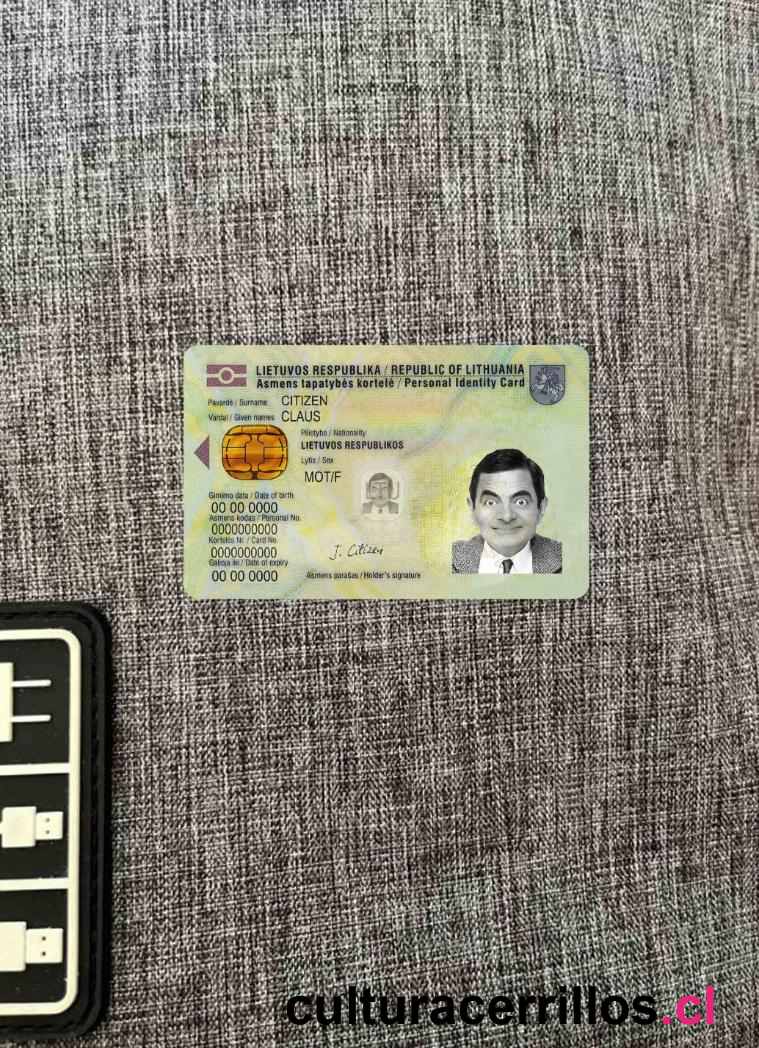 LIETUVOS RESPUBLIKA / REPUBLIC OF LITHUANIA
Asmens tapatybės kortelė / Personal Identity Card
Pavardė / Surname CITIZEN
Vardai / Given names CLAUS
Pilietybė / Nationality
LIETUVOS RESPUBLIKOS
Lytis / Sex
MOT/F
Gimimo data / Date of birth
00 00 0000
Asmens kodas / Personal No.
0000000000
Kortelės Nr. / Card No.
0000000000
Galioja iki / Date of expiry
00 00 0000
J. Citizen
Asmens parašas / Holder's signature
culturacerrillos.cl